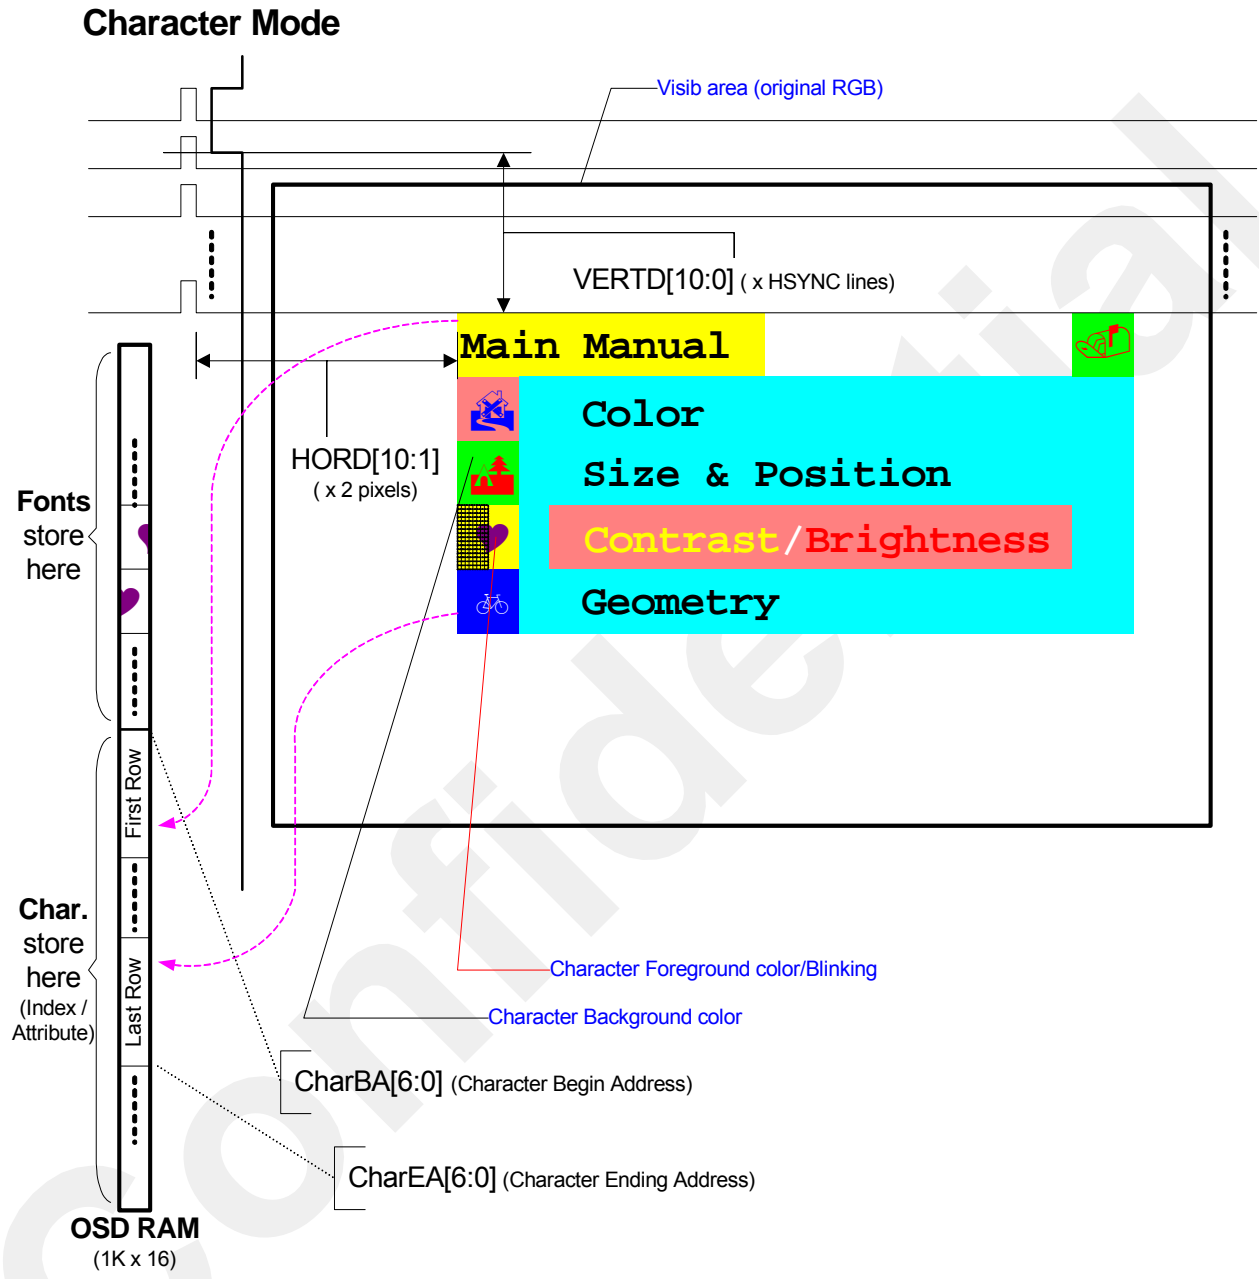 Character Mode
Visib area (original RGB)
VERTD[10:0] ( x HSYNC lines)
Main Manual
Color
HORD[10:1]
( x 2 pixels)
Size & Position
Fonts
store
here
Contrast/Brightness
Geometry
First Row
Char.
store
here
(Index /
Attribute)
Last Row
Character Foreground color/Blinking
Character Background color
CharBA[6:0] (Character Begin Address)
CharEA[6:0] (Character Ending Address)
OSD RAM
(1K x 16)
Confidential